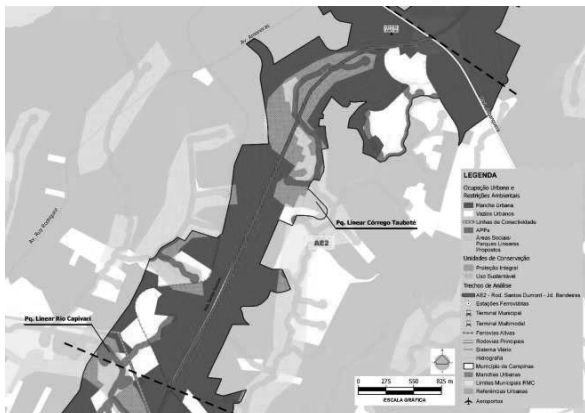 Av. Amoreiras
Av. Ruy Rodriguez
Pq. Linear Córrego Taubaté
AE2
Pq. Linear Rio Capivari
LEGENDA
Ocupação Urbana e
Restrições Ambientais
Mancha Urbana
Vazios Urbanos
Linhas de Conectividade
APPs
Áreas Sociais/
Parques Lineares
Propostos
Unidades de Conservação
Proteção Integral
Uso Sustentável
Trechos de Análise
AE2 - Rod. Santos Dumont - Jd. Bandeiras
Estações Ferroviárias
Terminal Municipal
Terminal Multimodal
Ferrovias Ativas
Rodovias Principais
Sistema Viário
Hidrografia
Município de Campinas
Manchas Urbanas
Limites Municipais RMC
Referências Urbanas
Aeroportos
0 275 550 825 m
ESCALA GRÁFICA